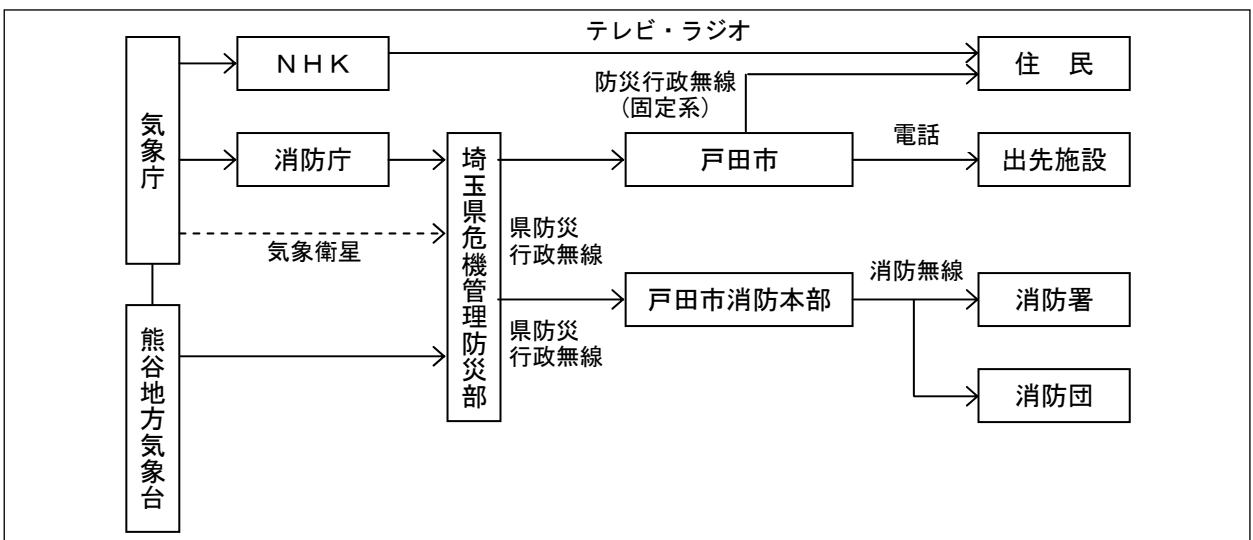 テレビ・ラジオ
NHK
住　民
防災行政無線
(固定系)
気象庁
消防庁
埼玉県危機管理防災部
戸田市
電話
出先施設
気象衛星
県防災
行政無線
消防無線
戸田市消防本部
消防署
県防災
行政無線
熊谷地方気象台
消防団